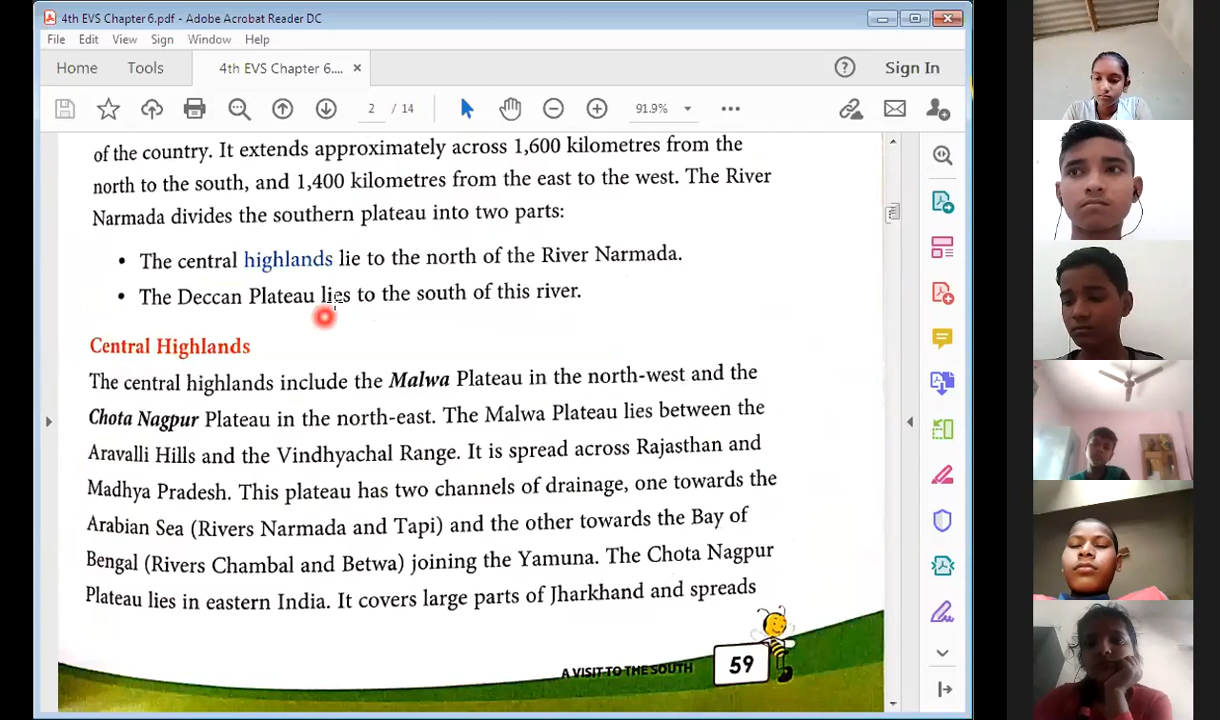 4th EVS Chapter 6.pdf - Adobe Acrobat Reader DC
File Edit View Sign Window Help
Home Tools 4th EVS Chapter 6.... × Sign In
2 / 14 91.9%
of the country. It extends approximately across 1,600 kilometres from the
north to the south, and 1,400 kilometres from the east to the west. The River
Narmada divides the southern plateau into two parts:
• The central highlands lie to the north of the River Narmada.
• The Deccan Plateau lies to the south of this river.
Central Highlands
The central highlands include the Malwa Plateau in the north-west and the
Chota Nagpur Plateau in the north-east. The Malwa Plateau lies between the
Aravalli Hills and the Vindhyachal Range. It is spread across Rajasthan and
Madhya Pradesh. This plateau has two channels of drainage, one towards the
Arabian Sea (Rivers Narmada and Tapi) and the other towards the Bay of
Bengal (Rivers Chambal and Betwa) joining the Yamuna. The Chota Nagpur
Plateau lies in eastern India. It covers large parts of Jharkhand and spreads
A VISIT TO THE SOUTH 59